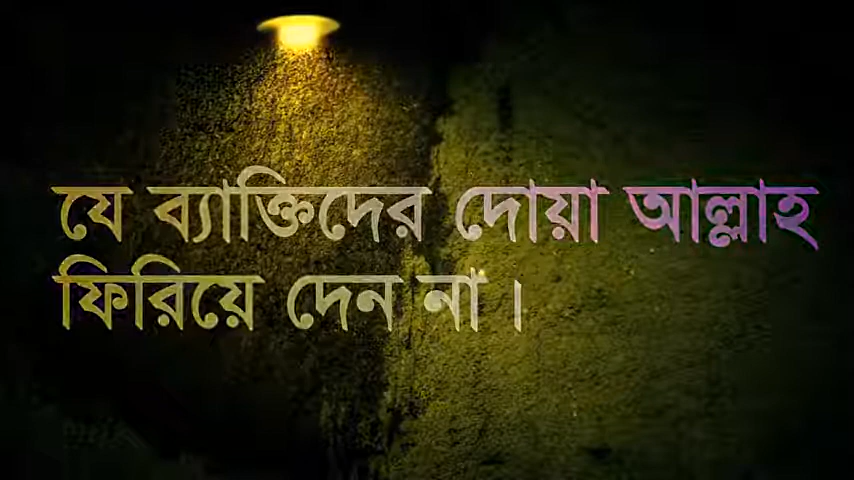 যে ব্যাক্তিদের দোয়া আল্লাহ
ফিরিয়ে দেন না ।